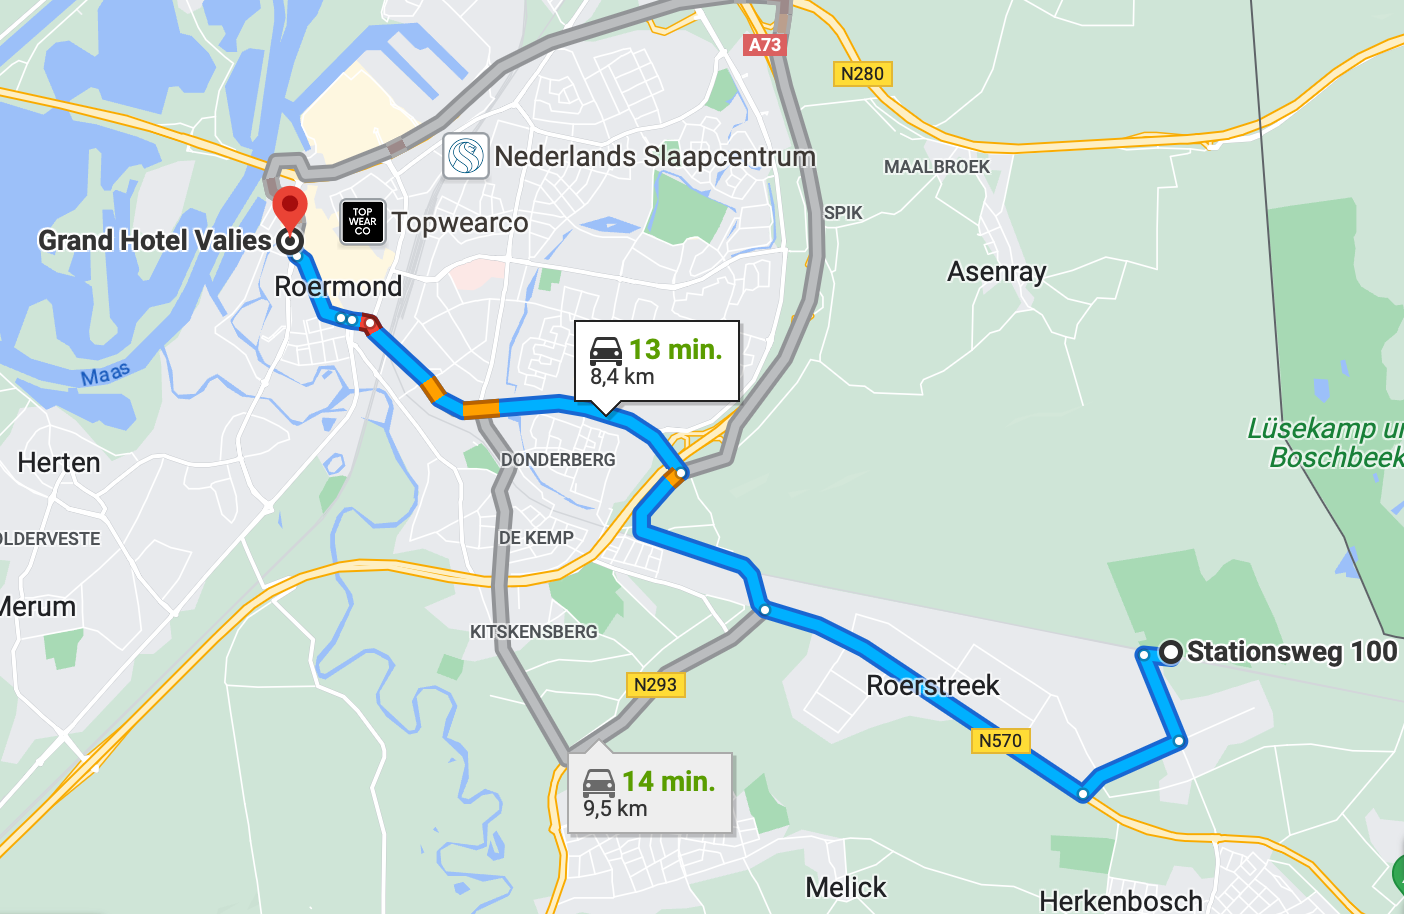 A73
N280
Nederlands Slaapcentrum
MAALBROEK
TOP
WEAR
CO
Topwearco
SPIK
Grand Hotel Valies
Asenray
Roermond
13 min.
8,4 km
Maas
Lüsekamp un
Boschbeek
Herten
DONDERBERG
OLDERVESTE
DE KEMP
Merum
KITSKENSBERG
Stationsweg 100
N293
Roerstreek
N570
14 min.
9,5 km
Melick
Herkenbosch